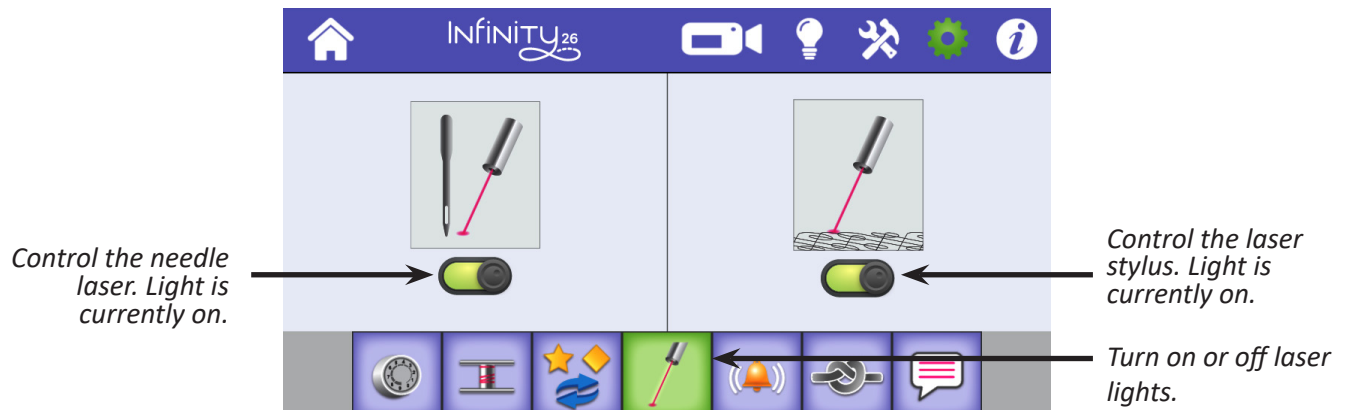 Infinity 26
i
Control the needle
laser. Light is
currently on.
Control the laser
stylus. Light is
currently on.
Turn on or off laser
lights.